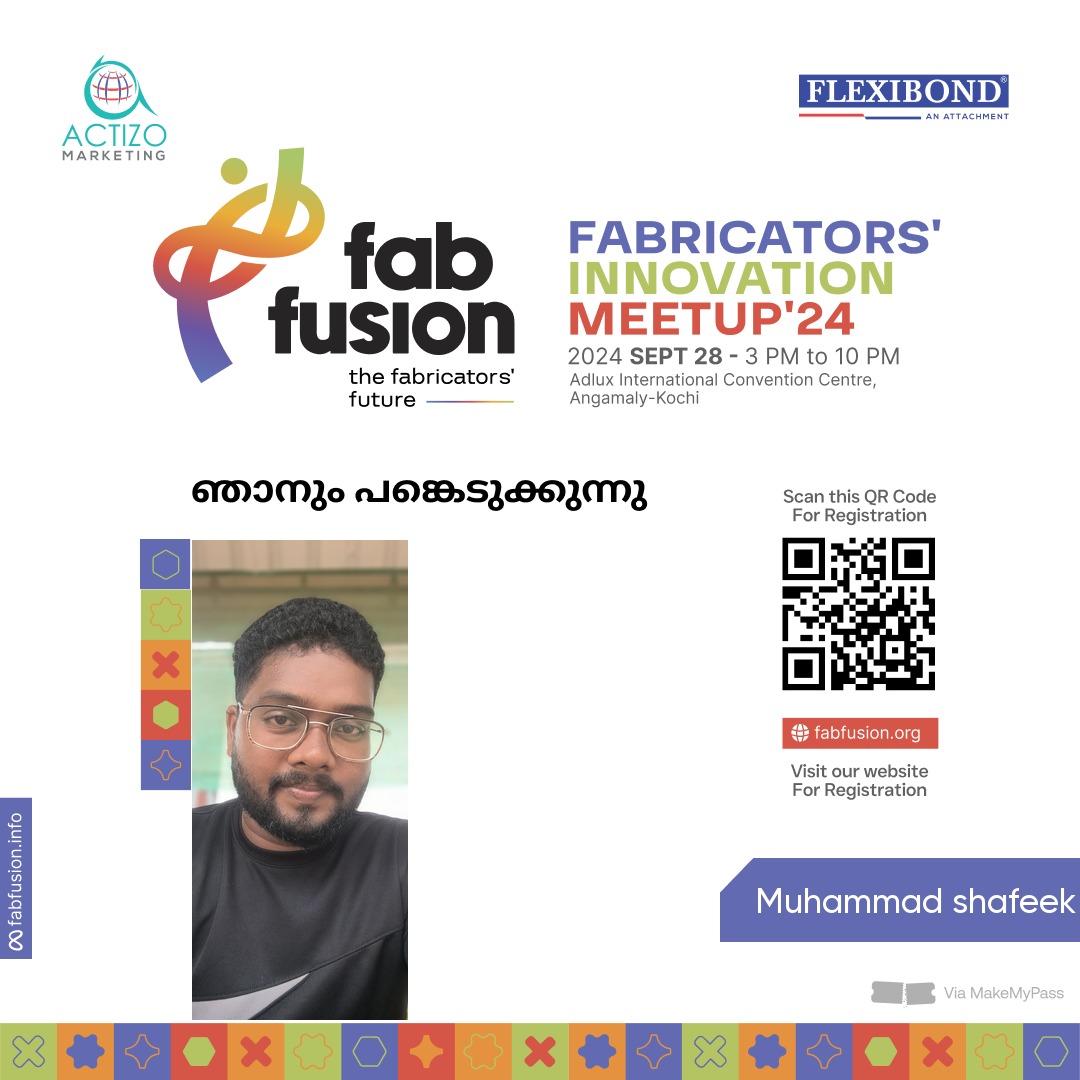 ACTIZO
MARKETING
FLEXIBOND®
AN ATTACHMENT
fab
fusion
the fabricators'
future
FABRICATORS'
INNOVATION
MEETUP'24
2024 SEPT 28 - 3 PM to 10 PM
Adlux International Convention Centre,
Angamaly-Kochi
ഞാനും പങ്കെടുക്കുന്നു
Scan this QR Code
For Registration
fabfusion.org
Visit our website
For Registration
fabfusion.info
Muhammad shafeek
Via MakeMyPass